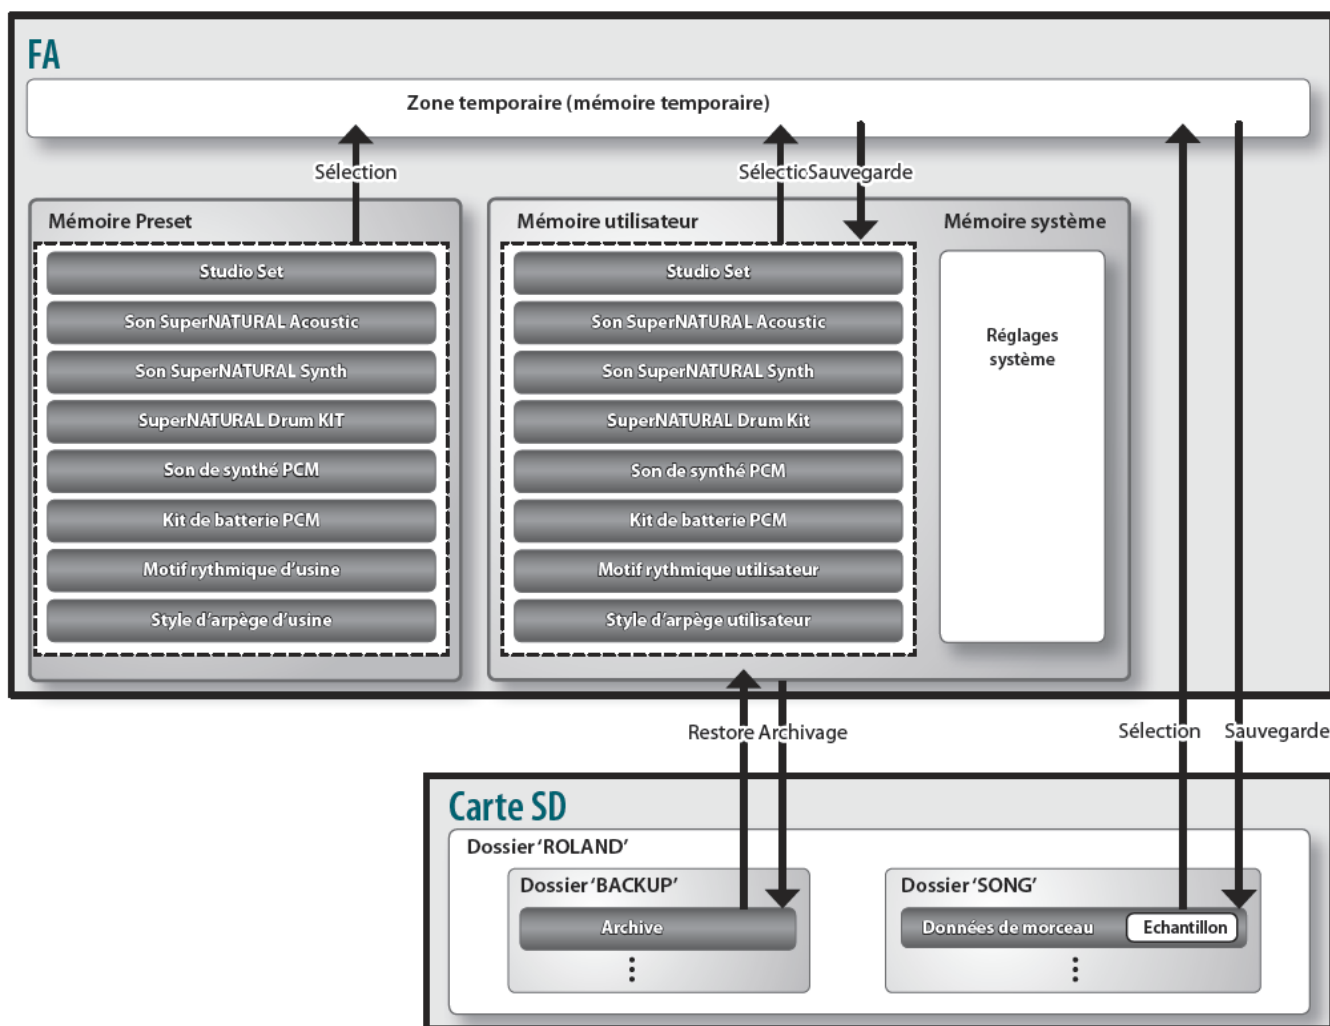 FA
Zone temporaire (mémoire temporaire)
Sélection
Sélectio
Sauvegarde
Mémoire Preset
Studio Set
Son SuperNATURAL Acoustic
Son SuperNATURAL Synth
SuperNATURAL Drum KIT
Son de synthé PCM
Kit de batterie PCM
Motif rythmique d'usine
Style d'arpège d'usine
Mémoire utilisateur
Studio Set
Son SuperNATURAL Acoustic
Son SuperNATURAL Synth
SuperNATURAL Drum Kit
Son de synthé PCM
Kit de batterie PCM
Motif rythmique utilisateur
Style d'arpège utilisateur
Mémoire système
Réglages
système
Restore
Archivage
Sélection
Sauvegarde
Carte SD
Dossier 'ROLAND'
Dossier 'BACKUP'
Archive
Dossier 'SONG'
Données de morceau
Echantillon